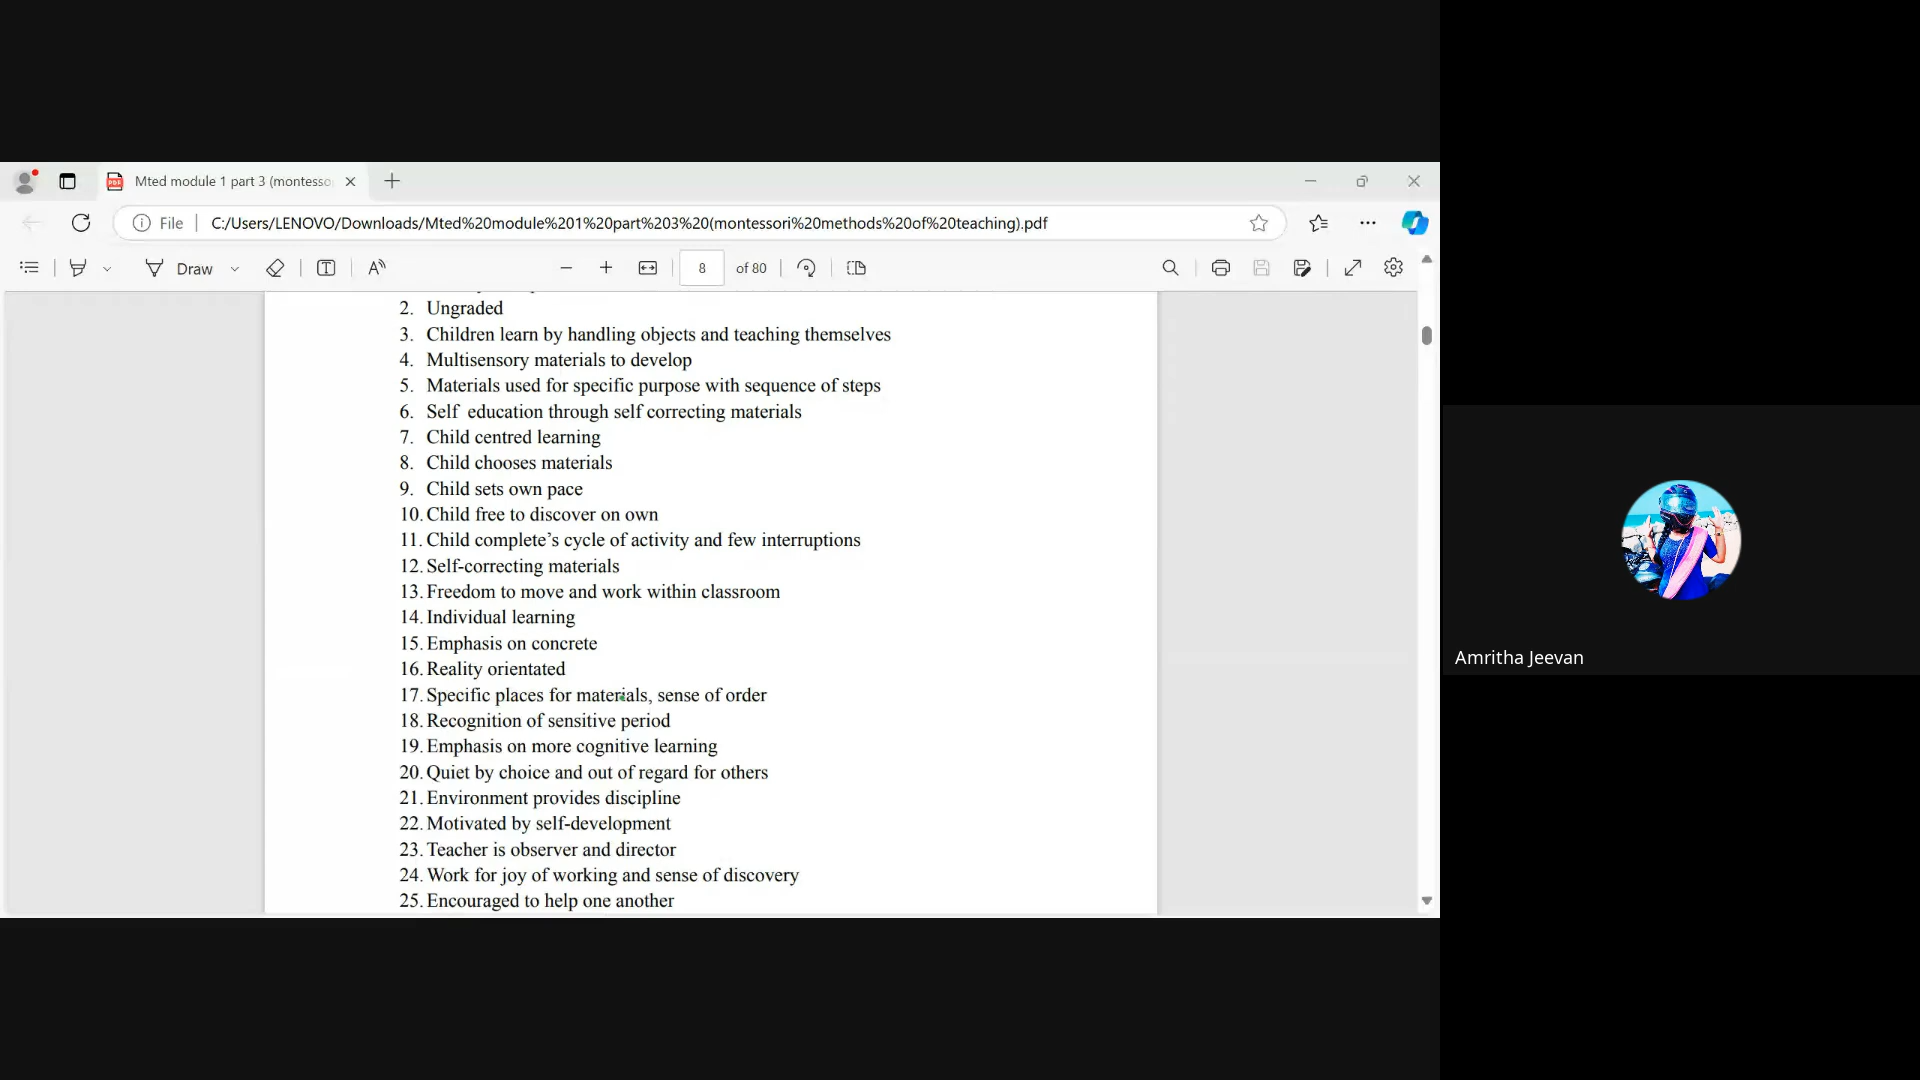 Mted module 1 part 3 (montesso
File
C:/Users/LENOVO/Downloads/Mted%20module%201%20part%203%20(montessori%20methods%20of%20teaching).pdf
Draw
8
of 80
2. Ungraded
3. Children learn by handling objects and teaching themselves
4. Multisensory materials to develop
5. Materials used for specific purpose with sequence of steps
6. Self education through self correcting materials
7. Child centred learning
8. Child chooses materials
9. Child sets own pace
10. Child free to discover on own
11. Child complete’s cycle of activity and few interruptions
12. Self-correcting materials
13. Freedom to move and work within classroom
14. Individual learning
15. Emphasis on concrete
16. Reality orientated
17. Specific places for materials, sense of order
18. Recognition of sensitive period
19. Emphasis on more cognitive learning
20. Quiet by choice and out of regard for others
21. Environment provides discipline
22. Motivated by self-development
23. Teacher is observer and director
24. Work for joy of working and sense of discovery
25. Encouraged to help one another
Amritha Jeevan